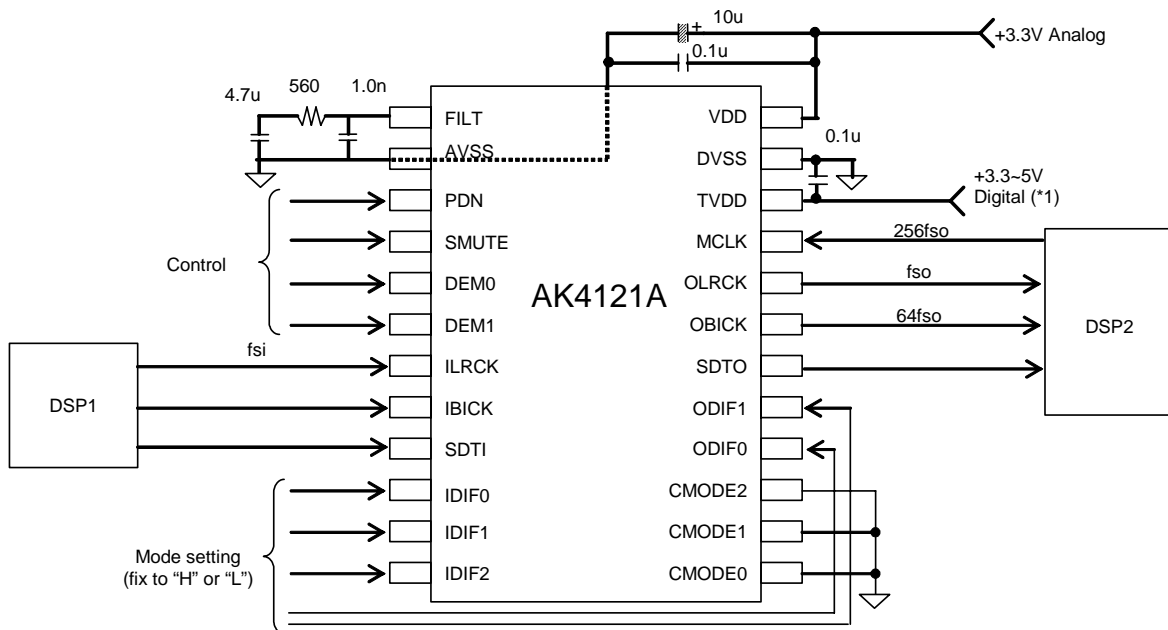 10u
+
+3.3V Analog
0.1u
4.7u
560
1.0n
FILT
VDD
0.1u
AVSS
DVSS
+3.3~5V
Digital (*1)
PDN
TVDD
SMUTE
MCLK
256fso
Control
DEM0
AK4121A
OLRCK
fso
DEM1
OBICK
64fso
DSP2
fsi
ILRCK
SDTO
DSP1
IBICK
ODIF1
SDTI
ODIF0
IDIF0
CMODE2
IDIF1
CMODE1
Mode setting
(fix to “H” or “L”)
IDIF2
CMODE0